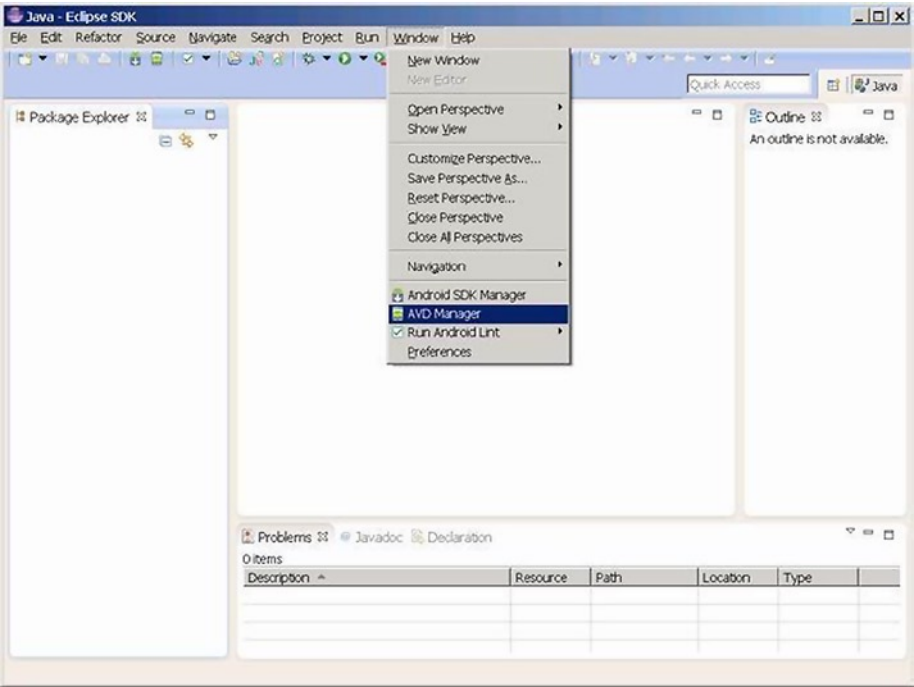 Java - Eclipse SDK
File Edit Refactor Source Navigate Search Project Run Window Help
New Window
New Editor
Quick Access
Java
Package Explorer
Open Perspective
Show View
Outline
An outline is not available.
Customize Perspective...
Save Perspective As...
Reset Perspective...
Close Perspective
Close All Perspectives
Navigation
Android SDK Manager
AVD Manager
Run Android Lint
Preferences
Problems Javadoc Declaration
0 items
Description Resource Path Location Type